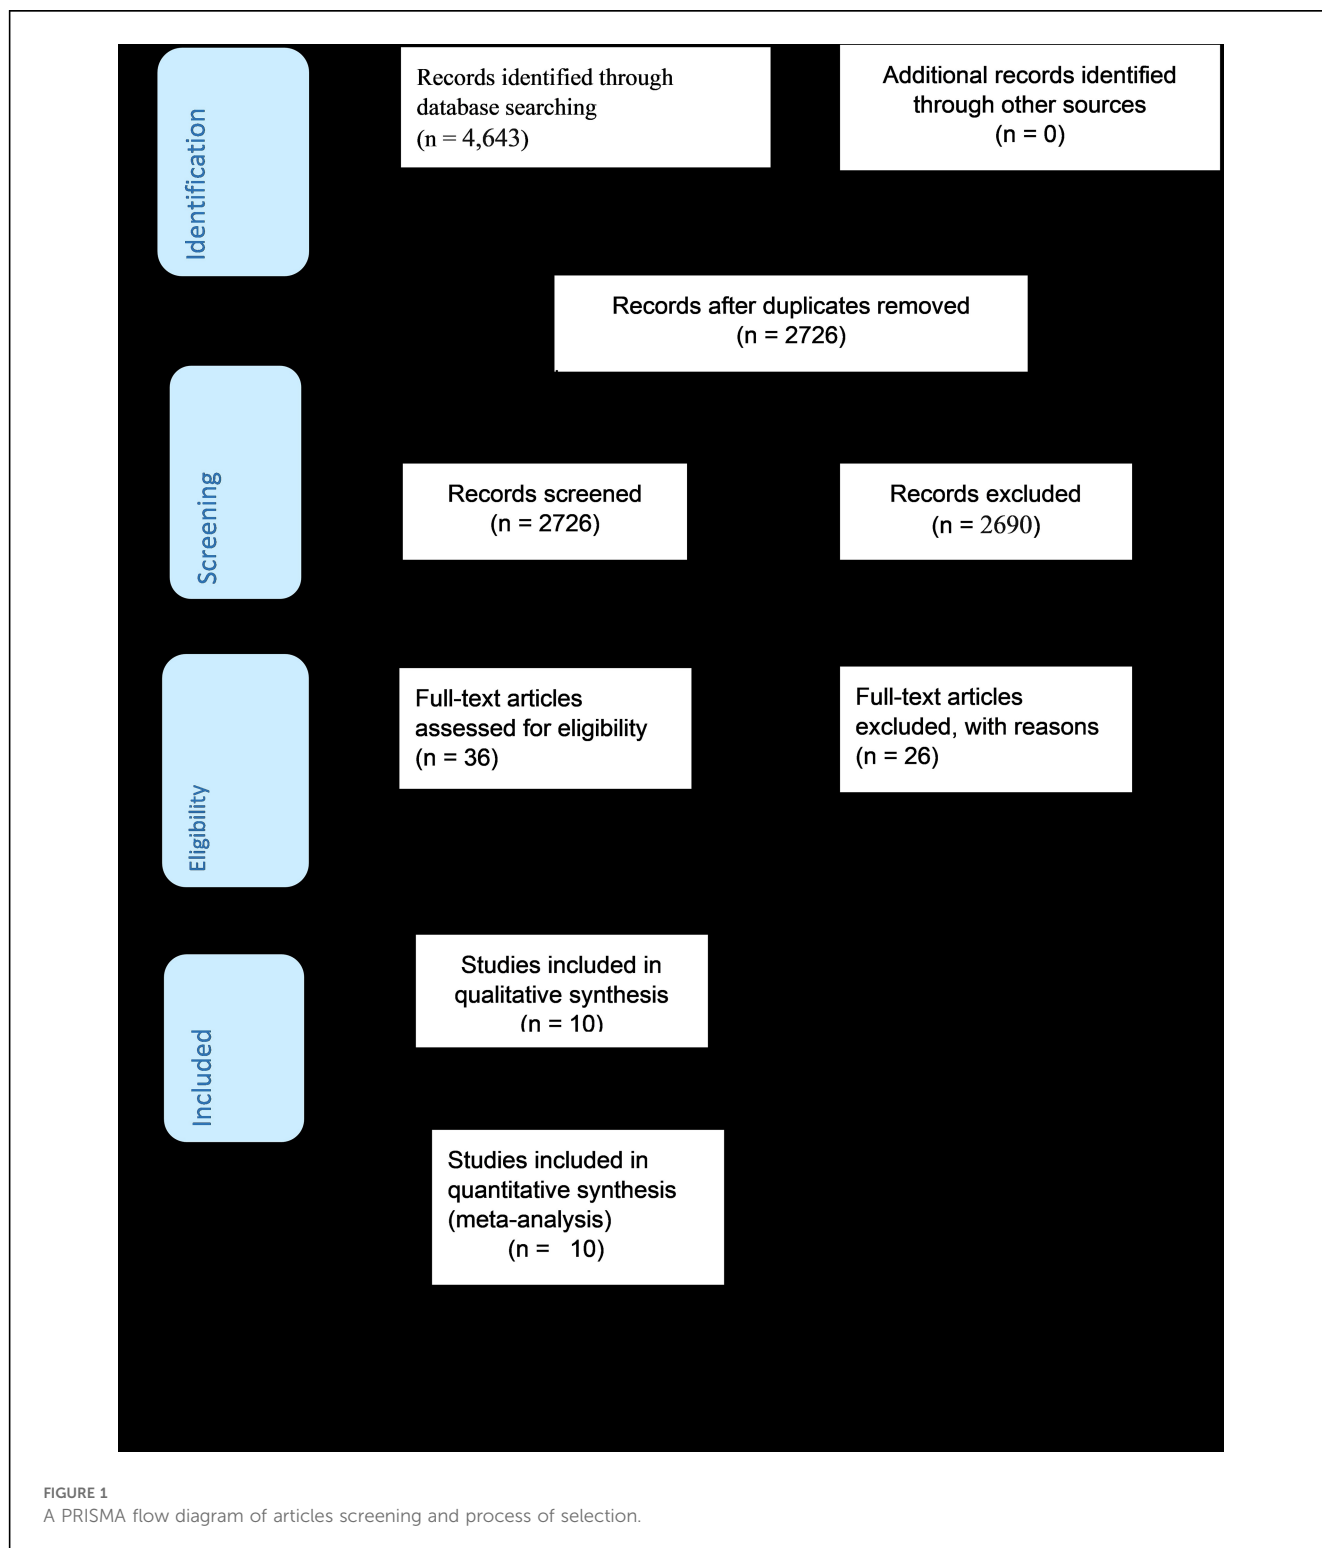 Identification
Records identified through
database searching
(n = 4,643)
Additional records identified
through other sources
(n = 0)
Records after duplicates removed
(n = 2726)
Screening
Records screened
(n = 2726)
Records excluded
(n = 2690)
Eligibility
Full-text articles
assessed for eligibility
(n = 36)
Full-text articles
excluded, with reasons
(n = 26)
Included
Studies included in
qualitative synthesis
(n = 10)
Studies included in
quantitative synthesis
(meta-analysis)
(n = 10)
FIGURE 1
A PRISMA flow diagram of articles screening and process of selection.